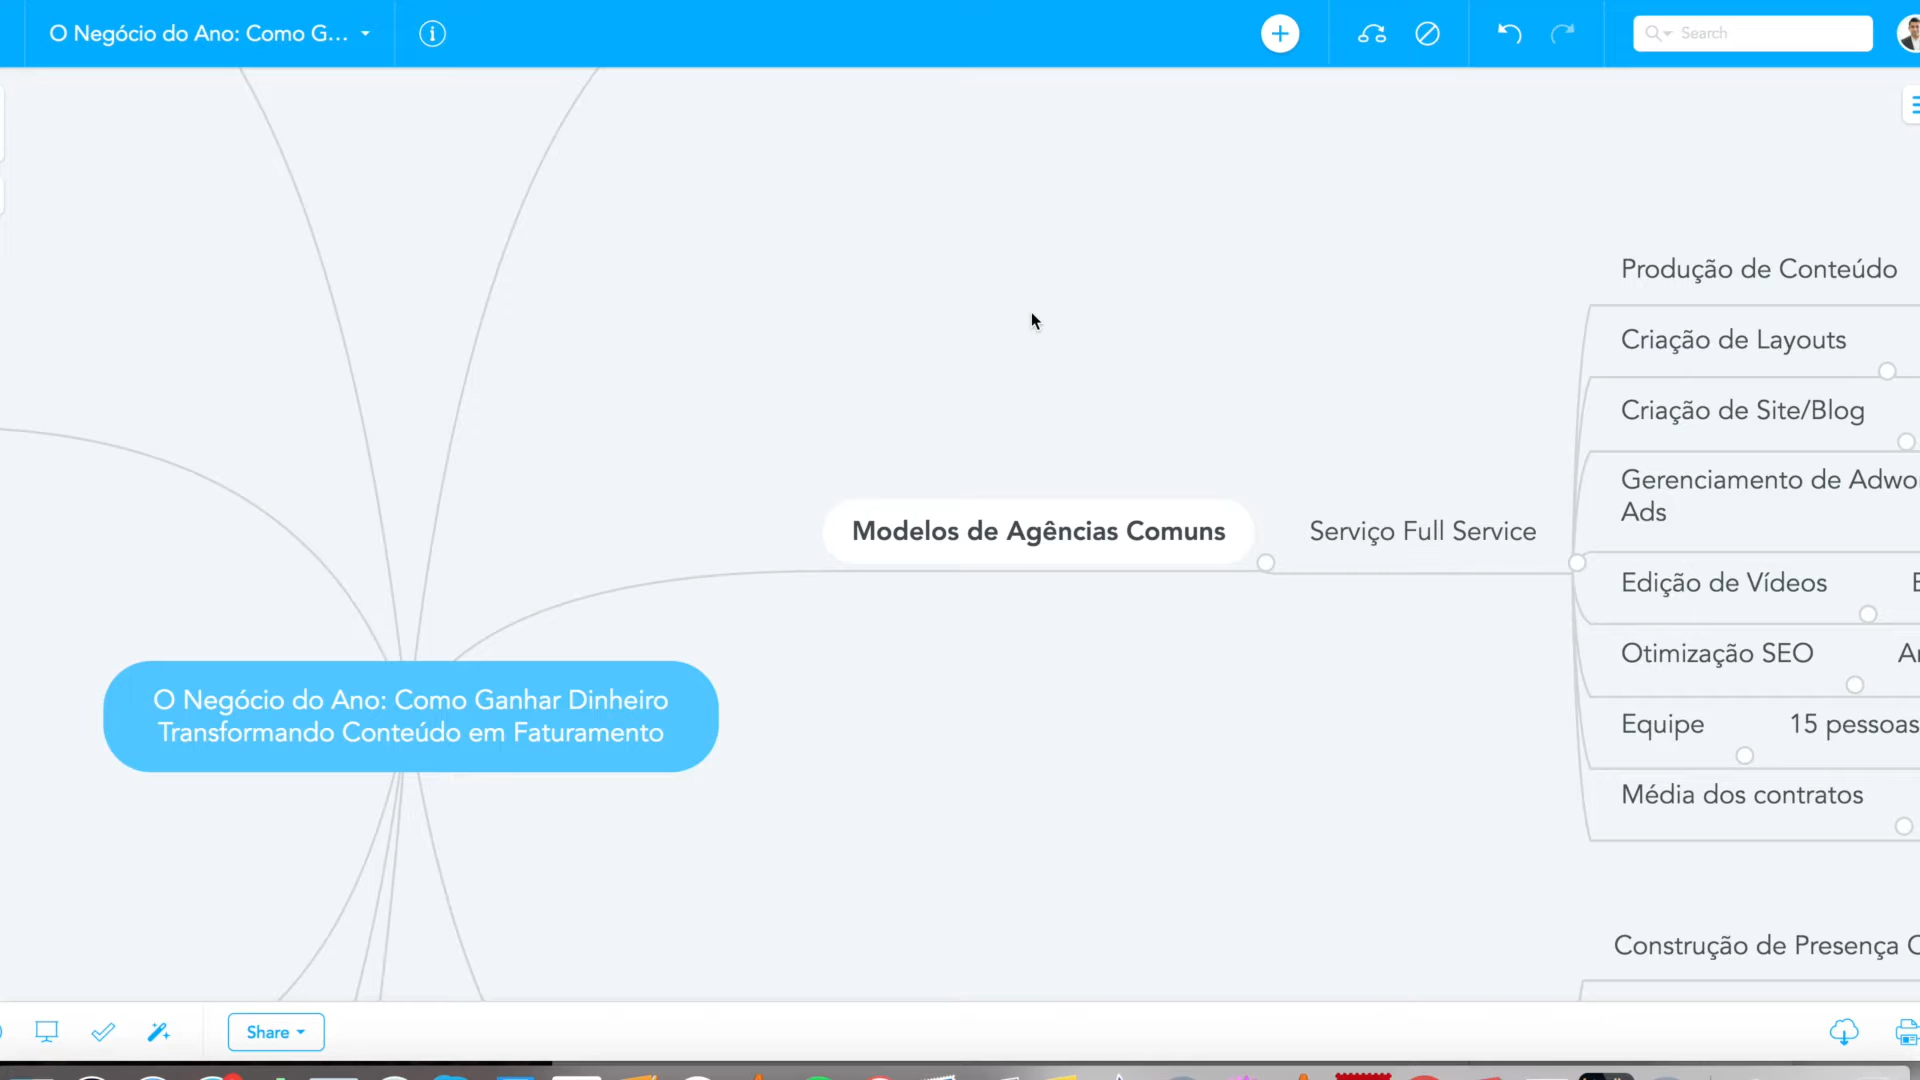 O Negócio do Ano: Como G...
Search
Produção de Conteúdo
Criação de Layouts
Criação de Site/Blog
Gerenciamento de
Ads
Modelos de Agências Comuns
Serviço Full Service
Edição de Vídeos
Otimização SEO
O Negócio do Ano: Como Ganhar Dinheiro
Transformando Conteúdo em Faturamento
Equipe
15 pessoas
Média dos contratos
Construção de Presença
Share